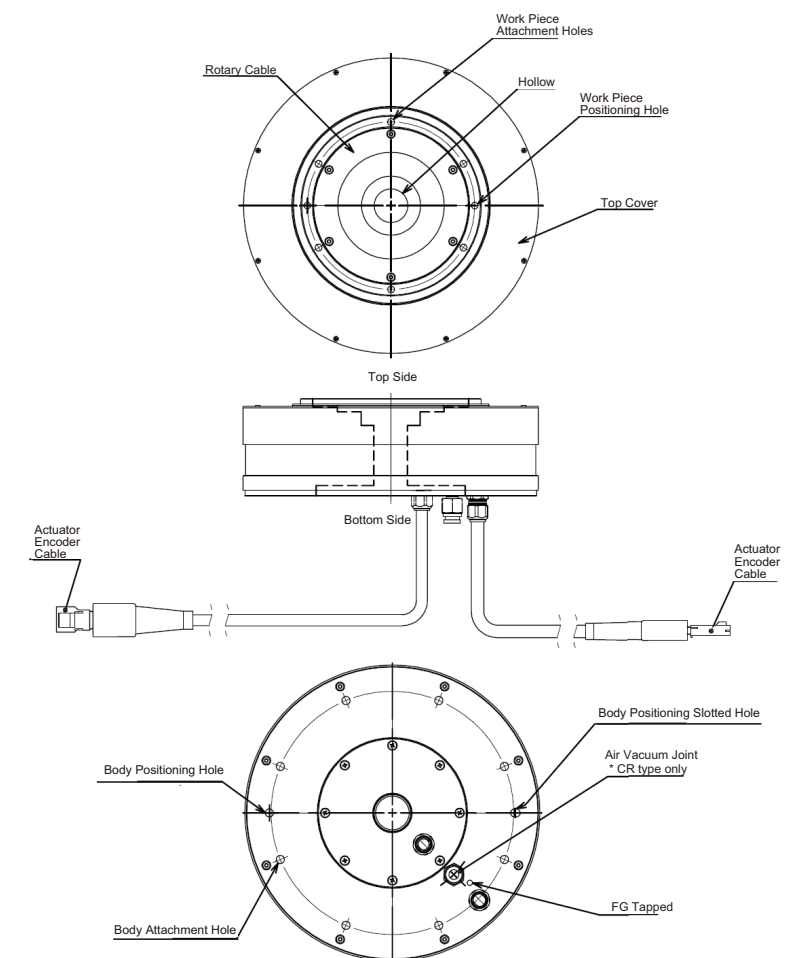 Work Piece
Attachment Holes
Rotary Cable
Hollow
Work Piece
Positioning Hole
Top Cover
Top Side
Bottom Side
Actuator
Encoder
Cable
Actuator
Encoder
Cable
Body Positioning Slotted Hole
Air Vacuum Joint
* CR type only
Body Positioning Hole
FG Tapped
Body Attachment Hole